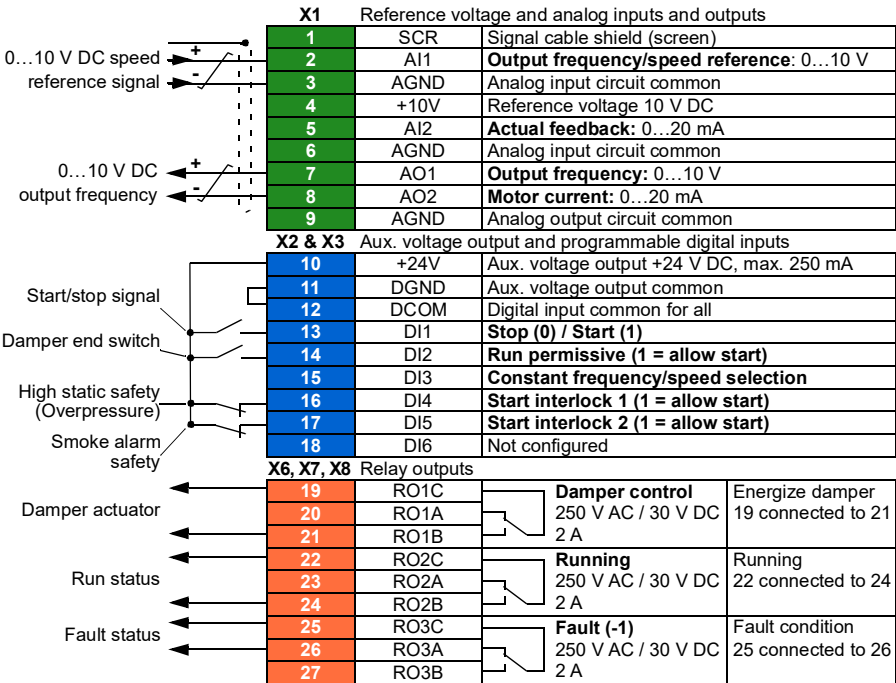 X1 Reference voltage and analog inputs and outputs
1 SCR Signal cable shield (screen)
0…10 V DC speed + 2 AI1 Output frequency/speed reference: 0…10 V
reference signal - 3 AGND Analog input circuit common
4 +10V Reference voltage 10 V DC
5 AI2 Actual feedback: 0…20 mA
6 AGND Analog input circuit common
0…10 V DC + 7 AO1 Output frequency: 0…10 V
output frequency - 8 AO2 Motor current: 0…20 mA
9 AGND Analog output circuit common
X2 & X3 Aux. voltage output and programmable digital inputs
10 +24V Aux. voltage output +24 V DC, max. 250 mA
Start/stop signal 11 DGND Aux. voltage output common
12 DCOM Digital input common for all
Damper end switch 13 DI1 Stop (0) / Start (1)
14 DI2 Run permissive (1 = allow start)
15 DI3 Constant frequency/speed selection
High static safety
(Overpressure) 16 DI4 Start interlock 1 (1 = allow start)
17 DI5 Start interlock 2 (1 = allow start)
Smoke alarm
safety
18 DI6 Not configured
X6, X7, X8 Relay outputs
19 RO1C Damper control Energize damper
Damper actuator 20 RO1A 250 V AC / 30 V DC 19 connected to 21
21 RO1B 2 A
22 RO2C Running Running
Run status 23 RO2A 250 V AC / 30 V DC 22 connected to 24
24 RO2B 2 A
Fault status 25 RO3C Fault (-1) Fault condition
26 RO3A 250 V AC / 30 V DC 25 connected to 26
27 RO3B 2 A